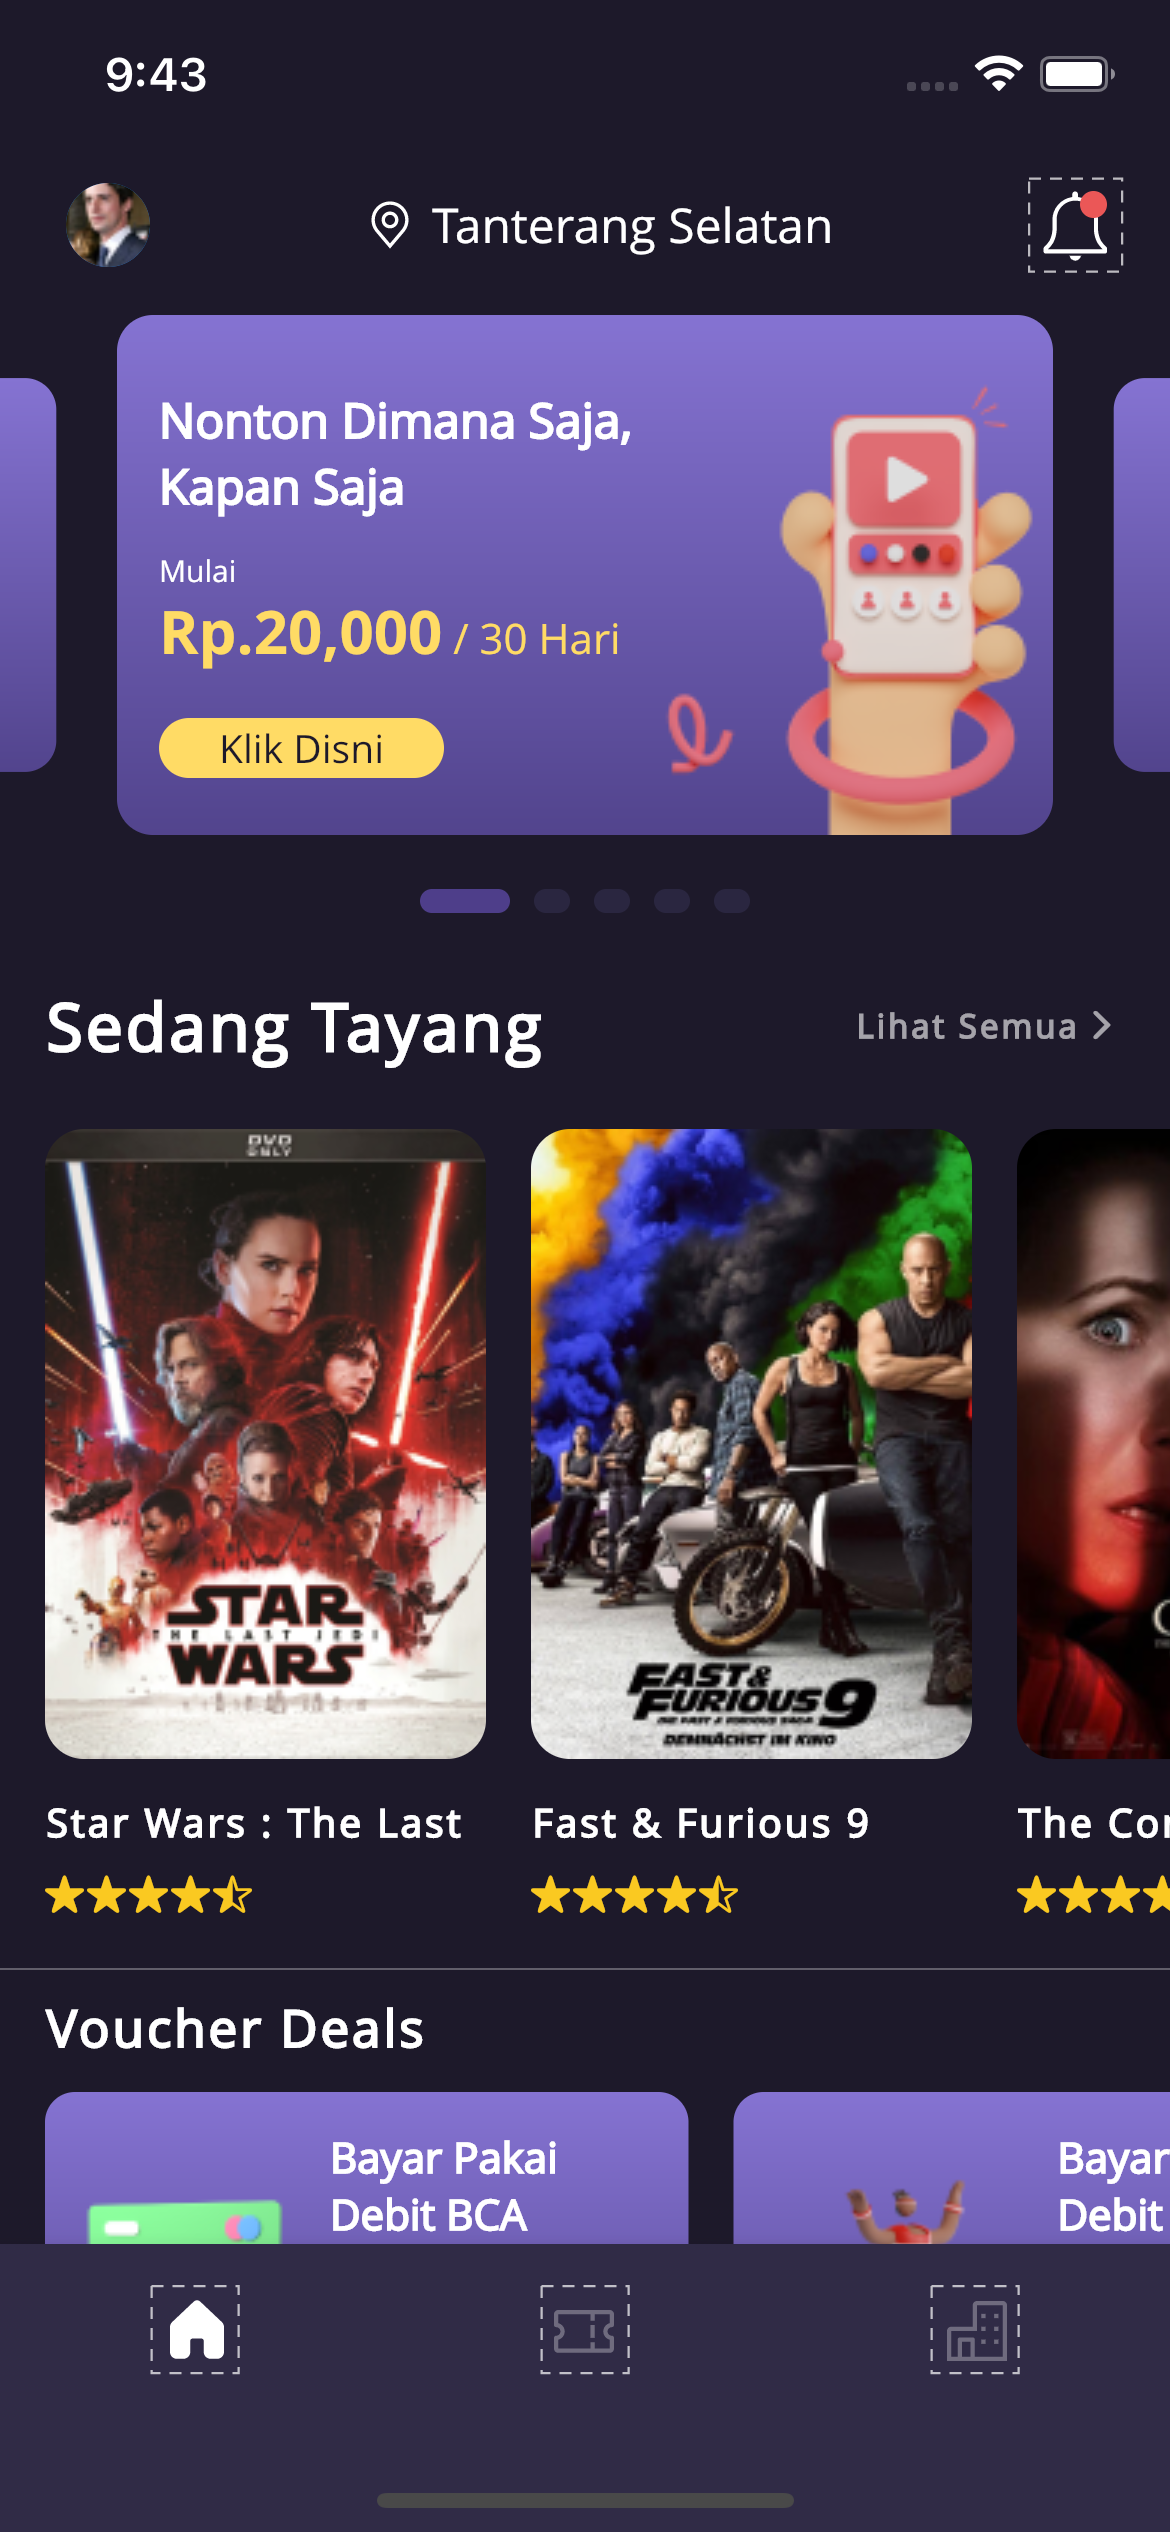 9:43
Tanterang Selatan
Nonton Dimana Saja,
Kapan Saja
Mulai
Rp.20,000 / 30 Hari
Klik Disni
Sedang Tayang
Lihat Semua
DVD
ONLY
STAR
THE LAST JEDI
WARS
FAST &
FURIOUS 9
DIE FAST & FURIOUS SAGA
DEMNÄCHST IM KINO
Star Wars : The Last
Fast & Furious 9
The Con
Voucher Deals
Bayar Pakai
Debit BCA
Bayar
Debit